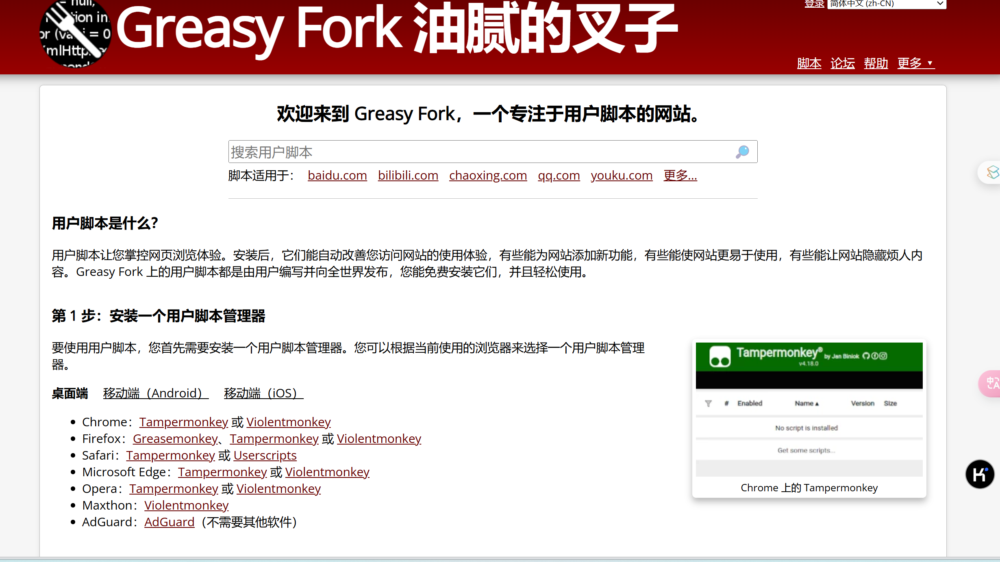 = null,
ion in
or (va i = 0
mlHttp
Greasy Fork 油腻的叉子
登录 简体中文 (zh-CN)
脚本 论坛 帮助 更多 ▼
欢迎来到 Greasy Fork，一个专注于用户脚本的网站。
搜索用户脚本
脚本适用于： baidu.com bilibili.com chaoxing.com qq.com youku.com 更多...
用户脚本是什么？
用户脚本让您掌控网页浏览体验。安装后，它们能自动改善您访问网站的使用体验，有些能为网站添加新功能，有些能使网站更易于使用，有些能让网站隐藏烦人内
容。Greasy Fork 上的用户脚本都是由用户编写并向全世界发布，您能免费安装它们，并且轻松使用。
第 1 步：安装一个用户脚本管理器
要使用用户脚本，您首先需要安装一个用户脚本管理器。您可以根据当前使用的浏览器来选择一个用户脚本管理
器。
桌面端 移动端（Android） 移动端（iOS）
• Chrome：Tampermonkey 或 Violentmonkey
• Firefox：Greasemonkey、Tampermonkey 或 Violentmonkey
• Safari：Tampermonkey 或 Userscripts
• Microsoft Edge：Tampermonkey 或 Violentmonkey
• Opera：Tampermonkey 或 Violentmonkey
• Maxthon：Violentmonkey
• AdGuard：AdGuard（不需要其他软件）
Tampermonkey® by Jan Biniok
v4.18.0
# Enabled Name ▲ Version Size
No script is installed
Get some scripts...
Chrome 上的 Tampermonkey
中A
K